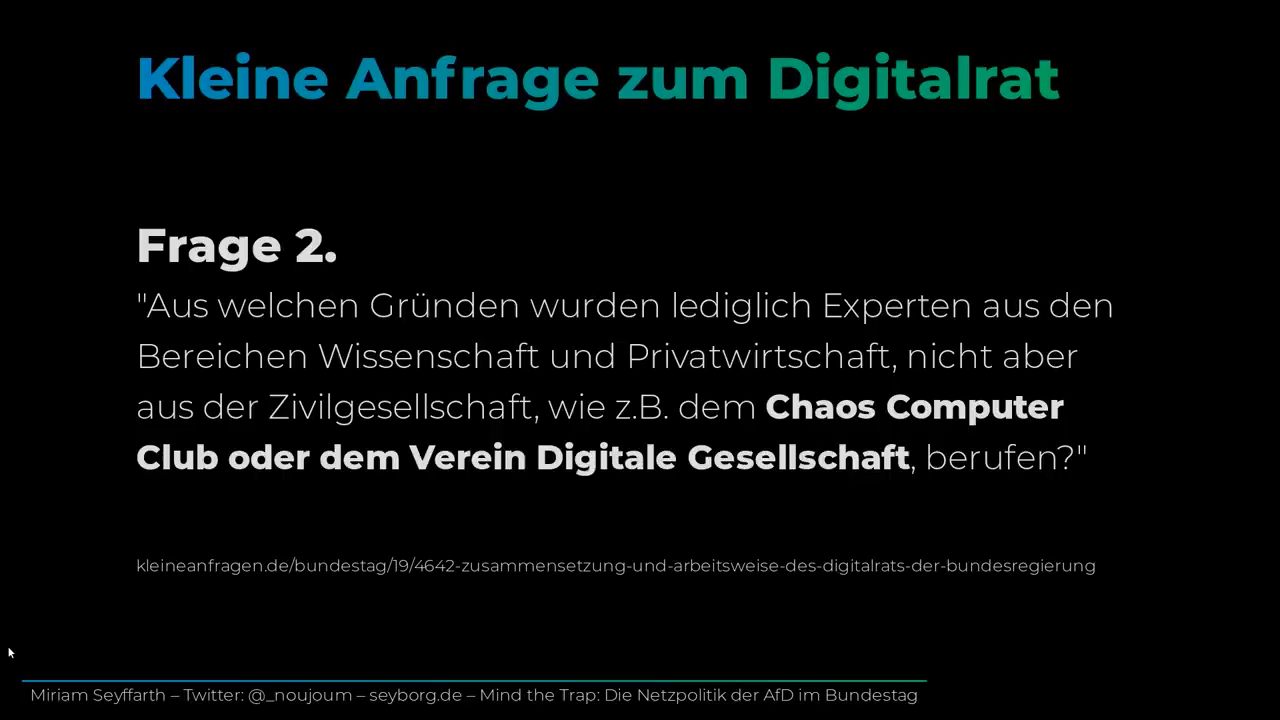 Kleine Anfrage zum Digitalrat
Frage 2.
"Aus welchen Gründen wurden lediglich Experten aus den
Bereichen Wissenschaft und Privatwirtschaft, nicht aber
aus der Zivilgesellschaft, wie z.B. dem Chaos Computer
Club oder dem Verein Digitale Gesellschaft, berufen?"
kleineanfragen.de/bundestag/19/4642-zusammensetzung-und-arbeitsweise-des-digitalrats-der-bundesregierung
Miriam Seyffarth – Twitter: @_noujoum – seyborg.de – Mind the Trap: Die Netzpolitik der AfD im Bundestag